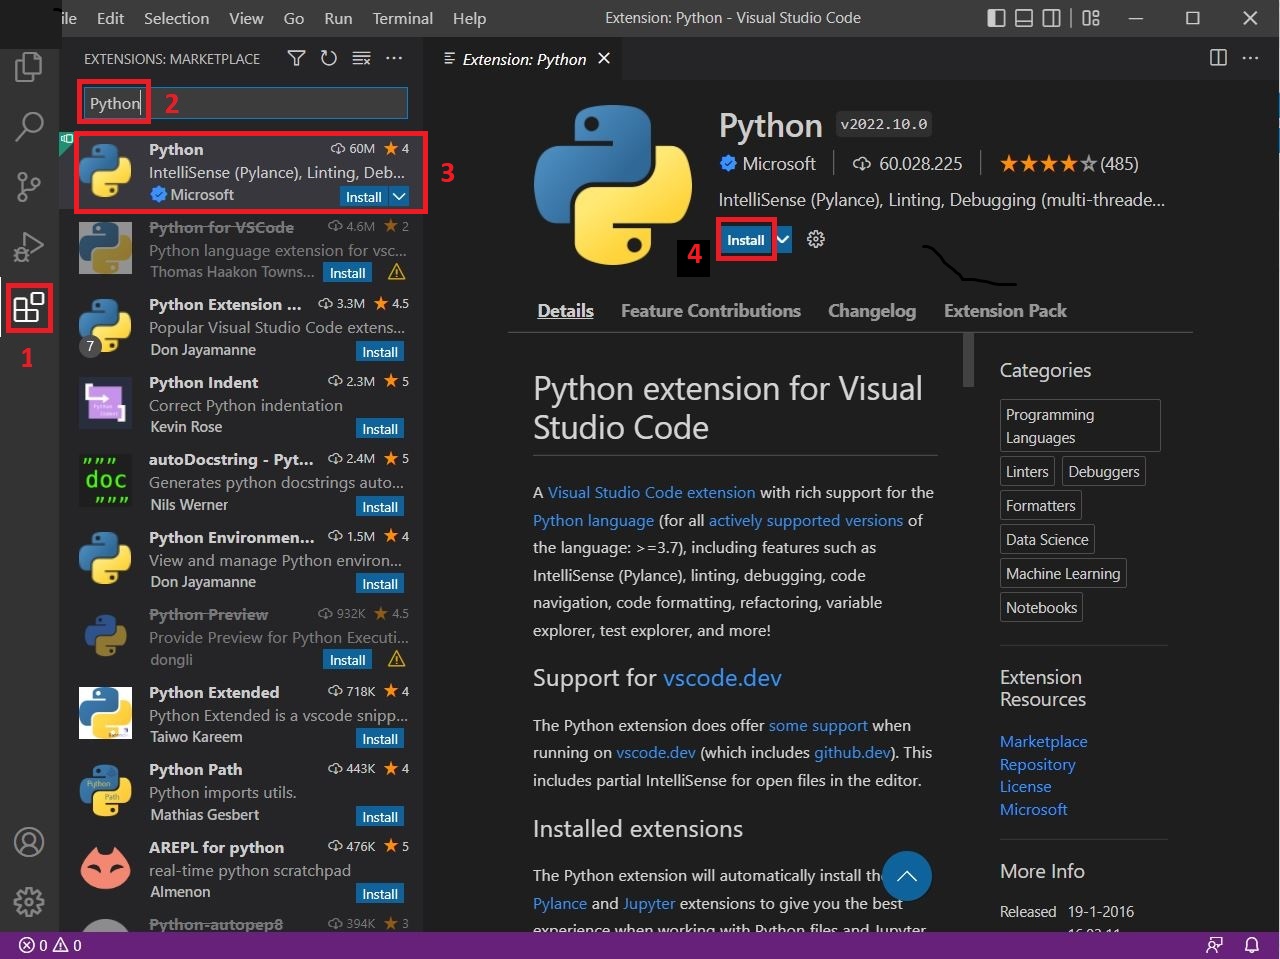 ile Edit Selection View Go Run Terminal Help
Extension: Python - Visual Studio Code
EXTENSIONS: MARKETPLACE
Python
2
Python 60M 4
IntelliSense (Pylance), Linting, Deb...
Microsoft Install
3
Python for VSCode 4.6M 2
Python language extension for vsc...
Thomas Haakon Towns... Install
Python Extension ... 3.3M 4.5
Popular Visual Studio Code extens...
7
Don Jayamanne
Install
1
Python Indent 2.3M 5
Correct Python indentation
Kevin Rose
Install
autoDocstring - Pyt... 2.4M 5
"""
doc
"""
Generates python docstrings auto...
Nils Werner
Install
Python Environmen... 1.5M 4
View and manage Python environ...
Don Jayamanne
Install
Python Preview 932K 4.5
Provide Preview for Python Executi...
dongli Install
Python Extended 718K 4
Python Extended is a vscode snipp...
Taiwo Kareem
Install
Python Path 443K 4
Python
Path
Python imports utils.
Mathias Gesbert
Install
AREPL for python 476K 5
real-time python scratchpad
Almenon
Install
Python-autopep8 394K 3
0 0
Extension: Python
Python v2022.10.0
Microsoft 60.028.225 (485)
IntelliSense (Pylance), Linting, Debugging (multi-threade...
4
Install
Details Feature Contributions Changelog Extension Pack
Python extension for Visual
Studio Code
A Visual Studio Code extension with rich support for the
Python language (for all actively supported versions of
the language: >=3.7), including features such as
IntelliSense (Pylance), linting, debugging, code
navigation, code formatting, refactoring, variable
explorer, test explorer, and more!
Support for vscode.dev
The Python extension does offer some support when
running on vscode.dev (which includes github.dev). This
includes partial IntelliSense for open files in the editor.
Installed extensions
The Python extension will automatically install the
Pylance and Jupyter extensions to give you the best
experience when working with Python files and Jupyter
Categories
Programming
Languages
Linters Debuggers
Formatters
Data Science
Machine Learning
Notebooks
Extension
Resources
Marketplace
Repository
License
Microsoft
More Info
Released 19-1-2016